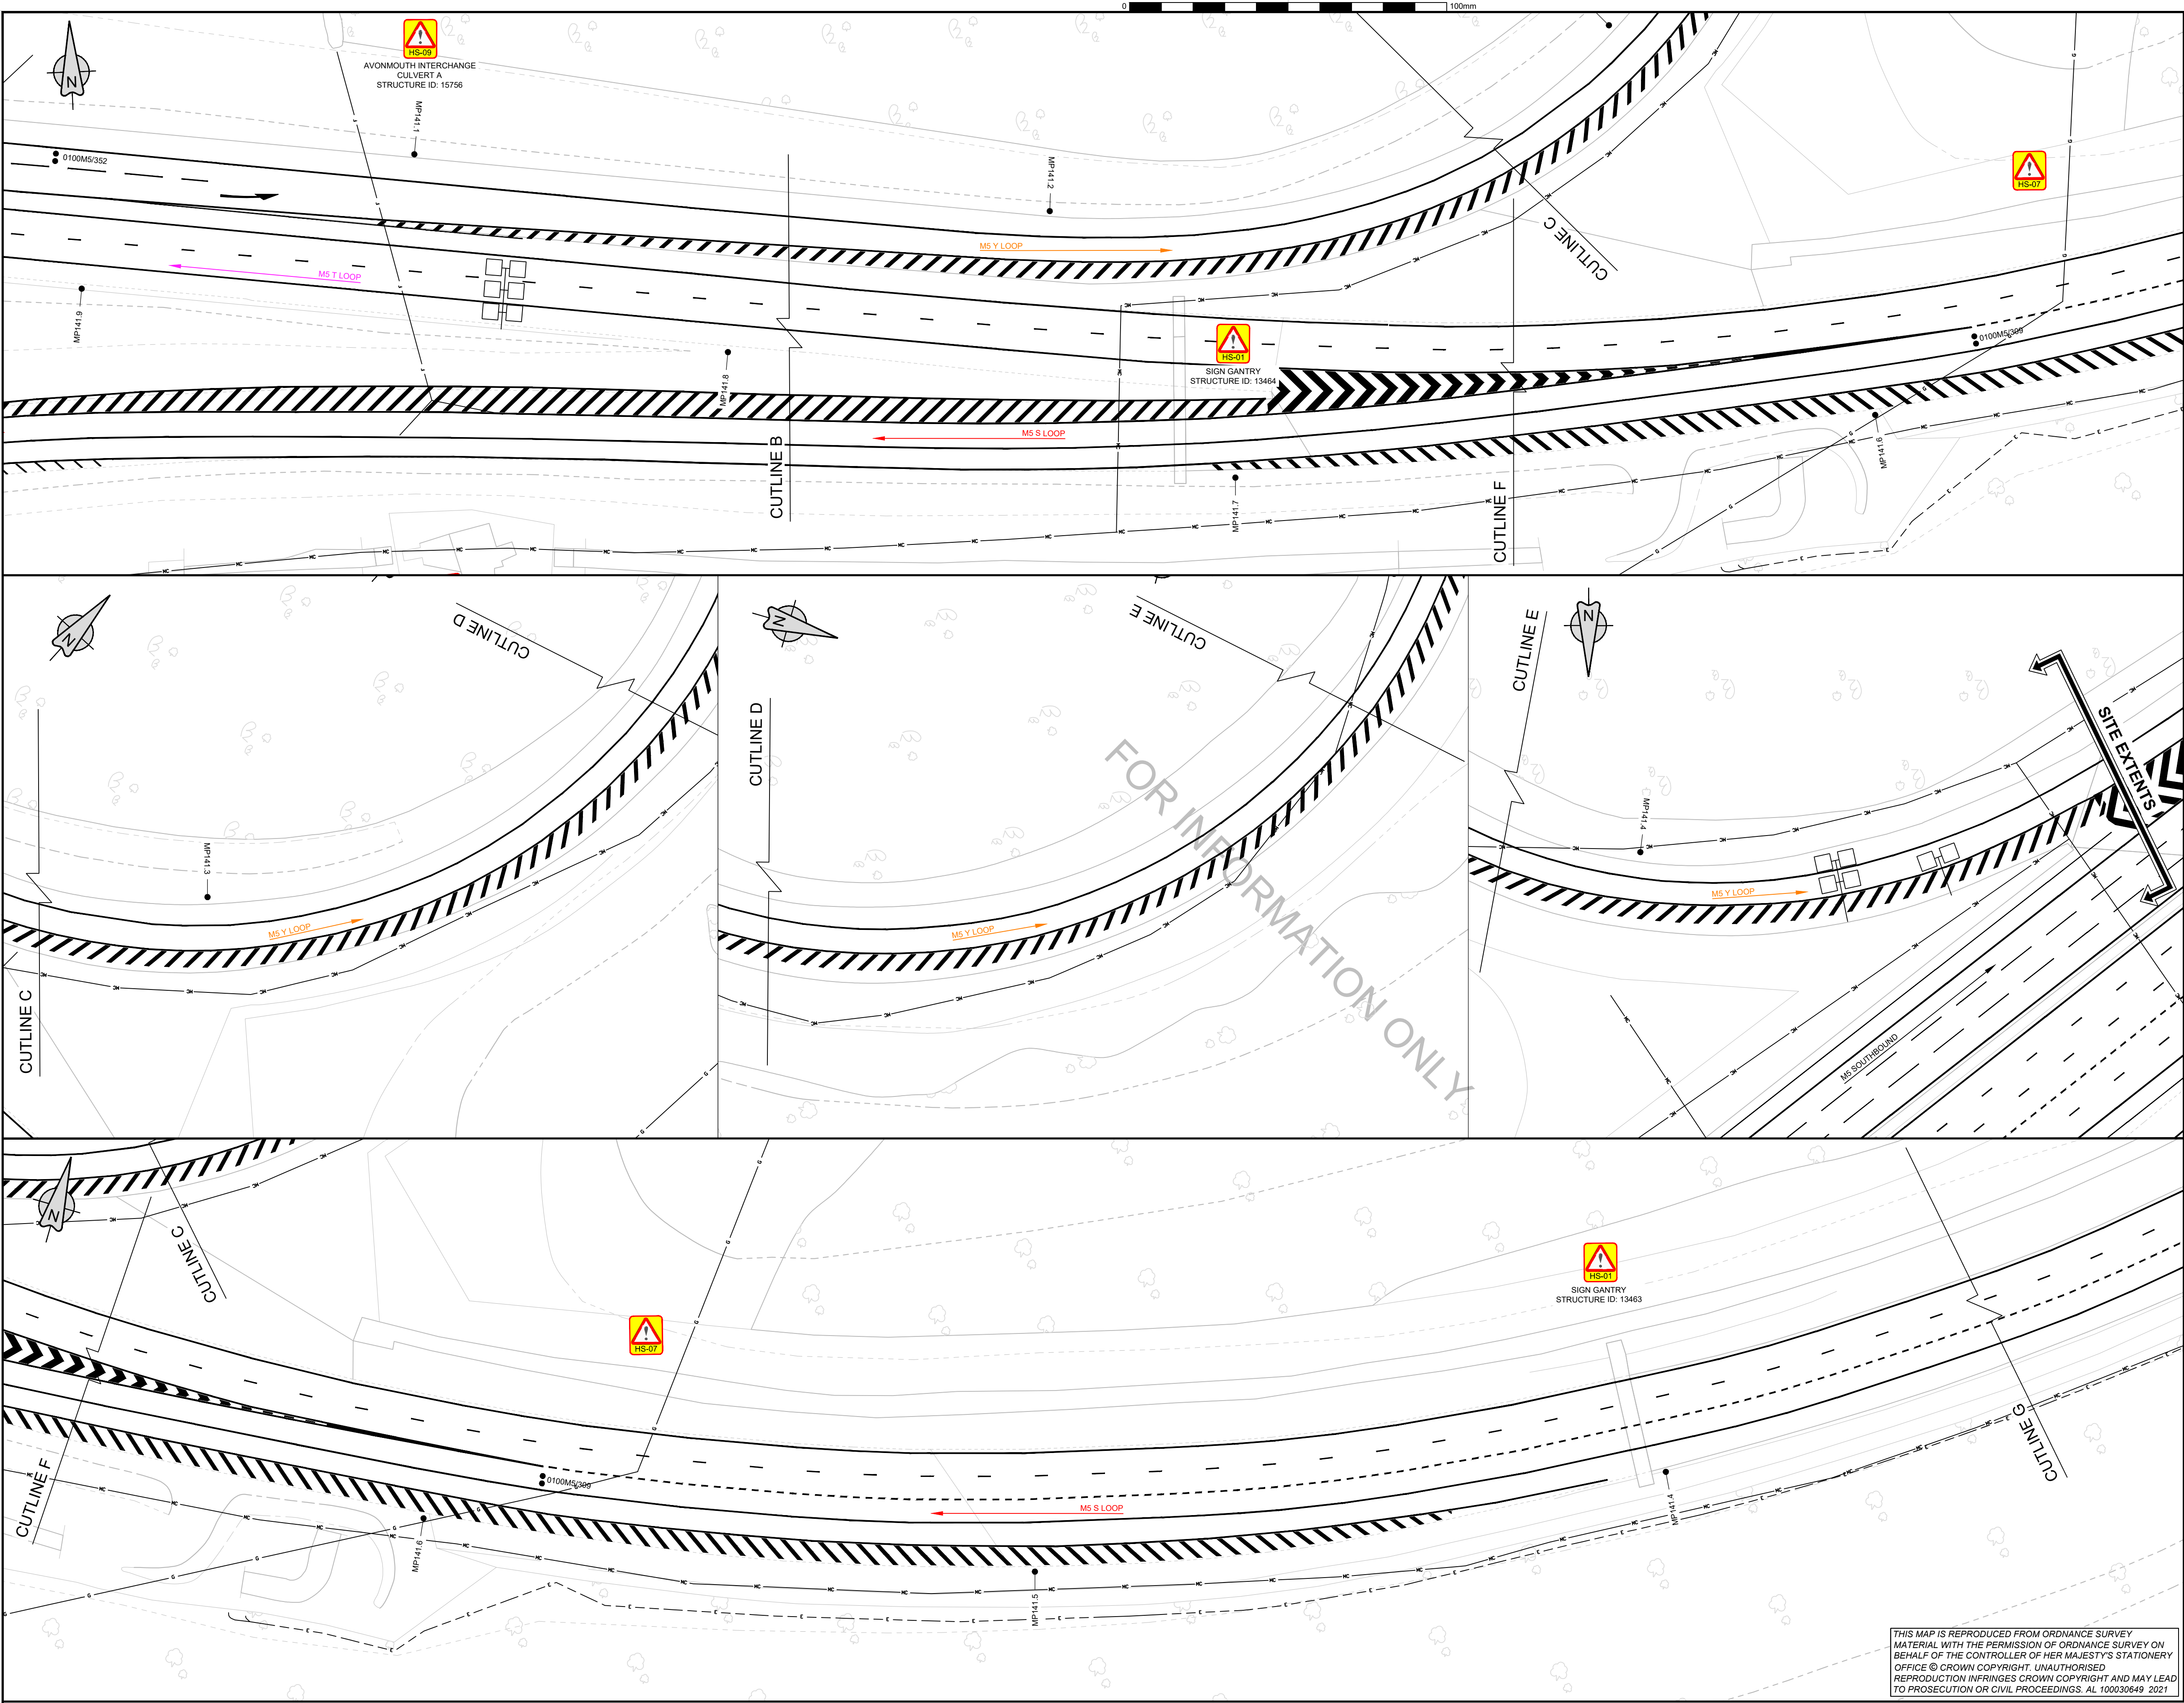 0
100mm
N
HS-09
AVONMOUTH INTERCHANGE
CULVERT A
STRUCTURE ID: 15756
MP141.1
0100M5/352
MP141.2
HS-07
CUTLINE C
M5 Y LOOP
M5 T LOOP
MP141.9
MP141.8
HS-01
SIGN GANTRY
STRUCTURE ID: 13464
0100M5/309
M5 S LOOP
CUTLINE B
MP141.7
CUTLINE F
MP141.6
N
CUTLINE D
MP141.3
M5 Y LOOP
CUTLINE C
N
CUTLINE E
CUTLINE D
M5 Y LOOP
FOR INFORMATION ONLY
CUTLINE E
N
SITE EXTENTS
MP141.4
M5 Y LOOP
M5 SOUTHBOUND
N
CUTLINE C
HS-07
HS-01
SIGN GANTRY
STRUCTURE ID: 13463
CUTLINE F
0100M5/309
MP141.6
M5 S LOOP
MP141.5
MP141.4
CUTLINE G
THIS MAP IS REPRODUCED FROM ORDNANCE SURVEY
MATERIAL WITH THE PERMISSION OF ORDNANCE SURVEY ON
BEHALF OF THE CONTROLLER OF HER MAJESTY'S STATIONERY
OFFICE © CROWN COPYRIGHT. UNAUTHORISED
REPRODUCTION INFRINGES CROWN COPYRIGHT AND MAY LEAD
TO PROSECUTION OR CIVIL PROCEEDINGS. AL 100030649 2021